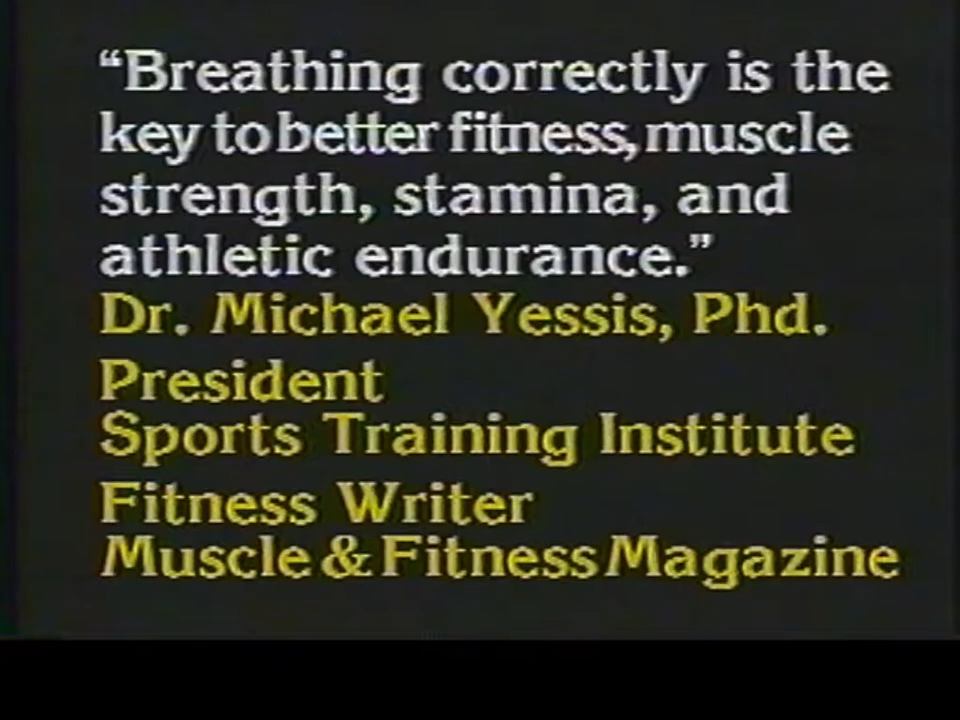 “Breathing correctly is the
key to better fitness, muscle
strength, stamina, and
athletic endurance.”
Dr. Michael Yessis, Phd.
President
Sports Training Institute
Fitness Writer
Muscle & Fitness Magazine